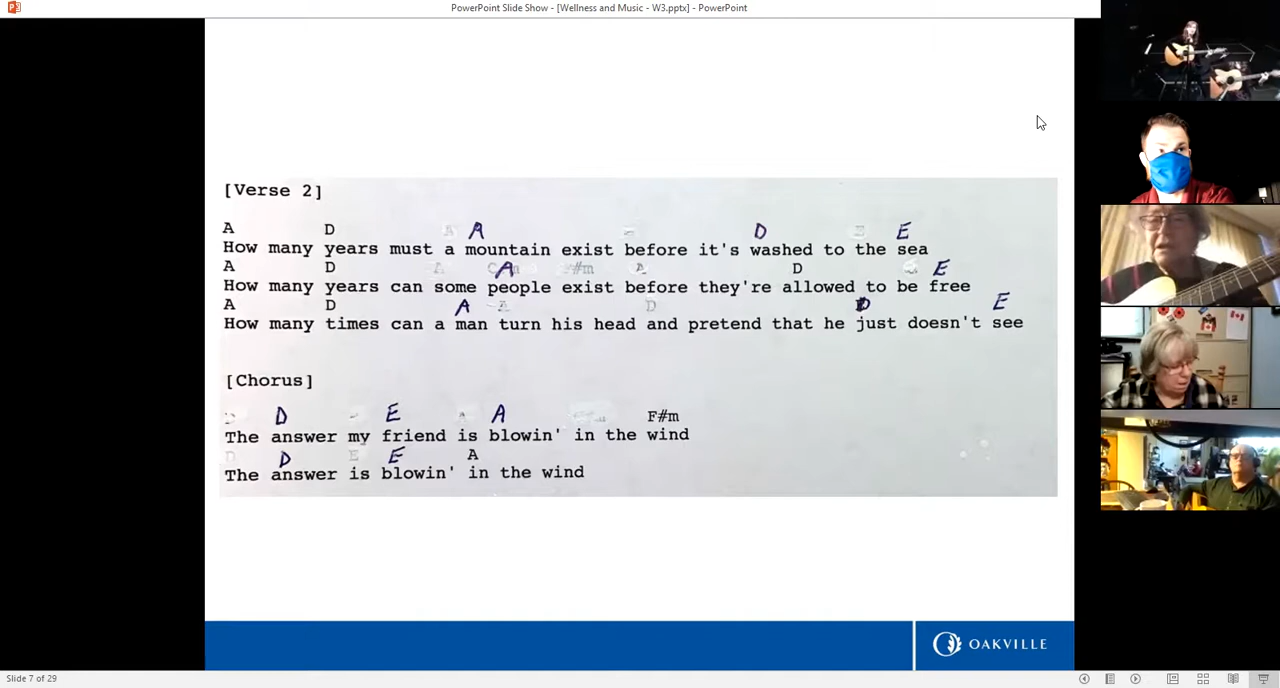 PowerPoint Slide Show - [Wellness and Music - W3.pptx] - PowerPoint
[Verse 2]
A D A D E
How many years must a mountain exist before it's washed to the sea
A D A D E
How many years can some people exist before they're allowed to be free
A D A D E
How many times can a man turn his head and pretend that he just doesn't see
[Chorus]
D E A F#m
The answer my friend is blowin' in the wind
D E A
The answer is blowin' in the wind
OAKVILLE
Slide 7 of 29